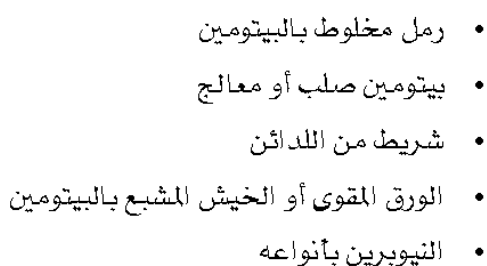 • رمل مخلوط بالبيتومين
• بيتومين صلب أو معالج
• شريط من اللدائن
• الورق المقوى أو الخيش المشبع بالبيتومين
• النيوبرين بأنواعه